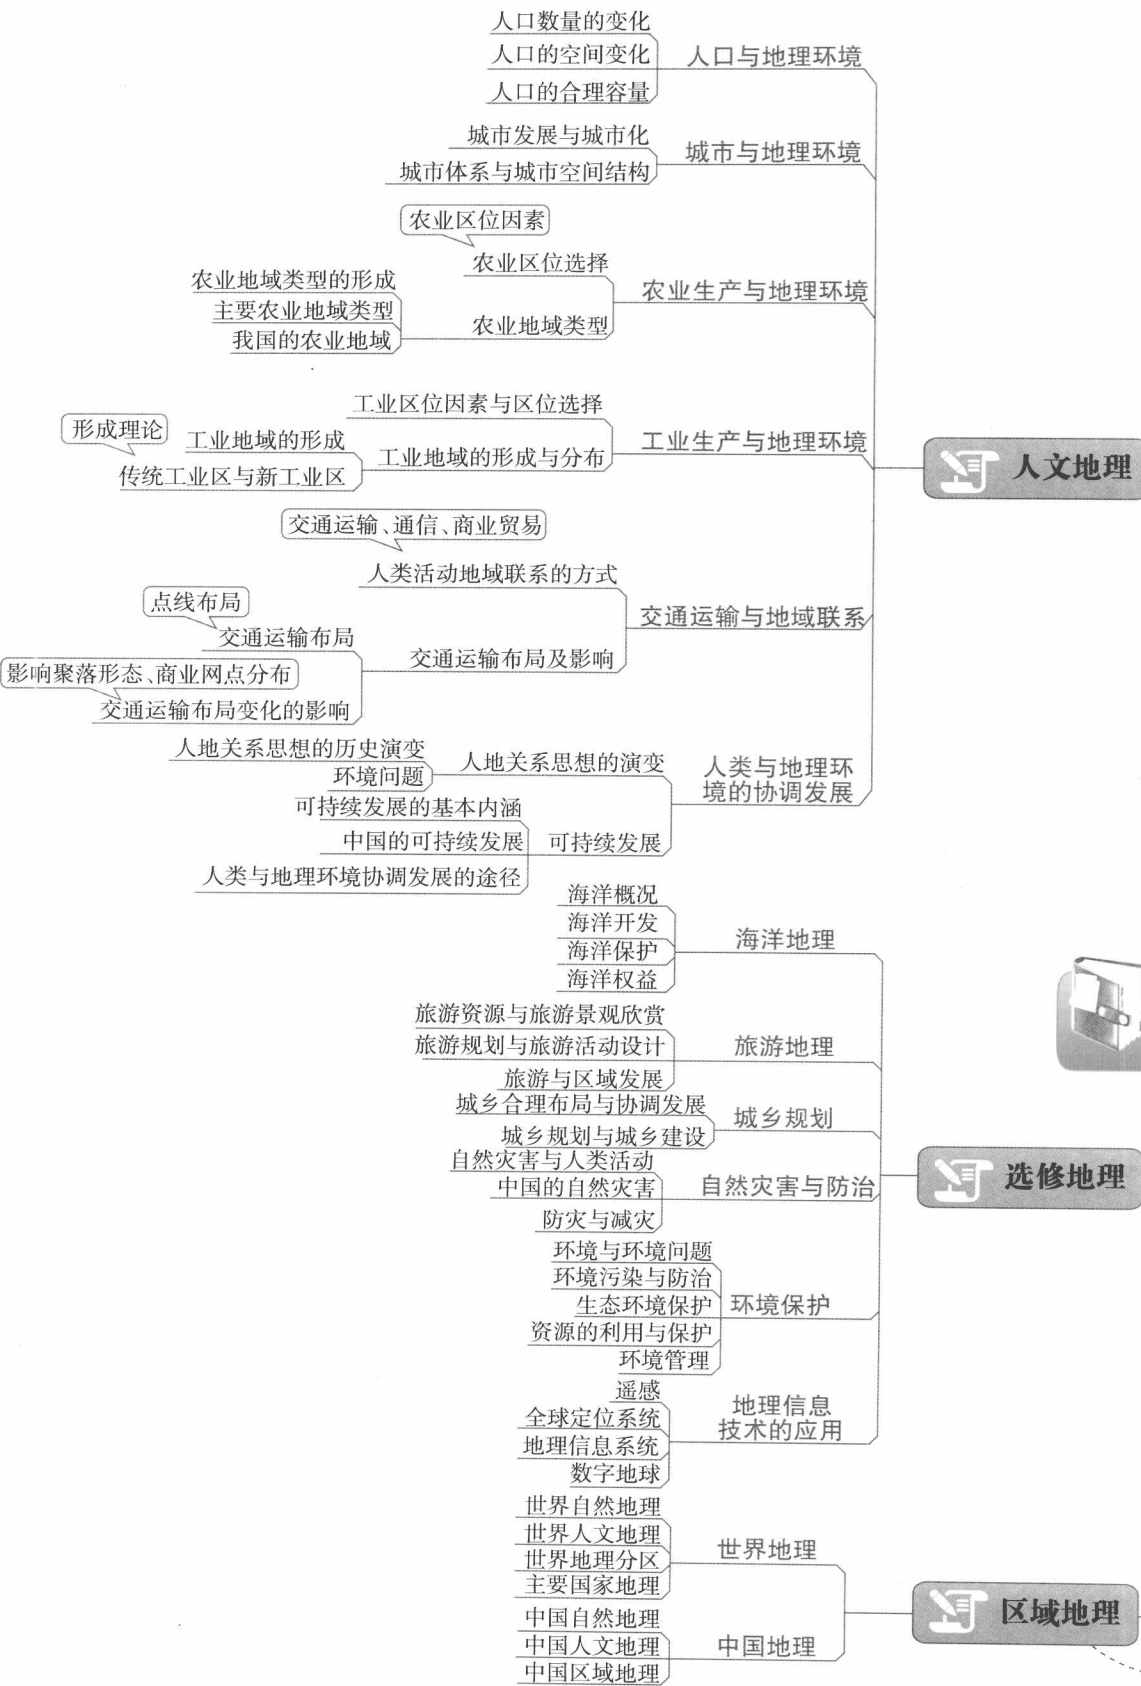 人口数量的变化
人口的空间变化
人口的合理容量
人口与地理环境
城市发展与城市化
城市体系与城市空间结构
城市与地理环境
农业区位因素
农业区位选择
农业地域类型的形成
主要农业地域类型
我国的农业地域
农业地域类型
农业生产与地理环境
工业区位因素与区位选择
形成理论
工业地域的形成
传统工业区与新工业区
工业地域的形成与分布
工业生产与地理环境
人文地理
交通运输、通信、商业贸易
人类活动地域联系的方式
点线布局
交通运输布局
影响聚落形态、商业网点分布
交通运输布局变化的影响
交通运输布局及影响
交通运输与地域联系
人地关系思想的历史演变
环境问题
人地关系思想的演变
可持续发展的基本内涵
中国的可持续发展
人类与地理环境协调发展的途径
可持续发展
人类与地理环
境的协调发展
海洋概况
海洋开发
海洋保护
海洋权益
海洋地理
旅游资源与旅游景观欣赏
旅游规划与旅游活动设计
旅游与区域发展
旅游地理
城乡合理布局与协调发展
城乡规划与城乡建设
城乡规划
自然灾害与人类活动
中国的自然灾害
防灾与减灾
自然灾害与防治
选修地理
环境与环境问题
环境污染与防治
生态环境保护
资源的利用与保护
环境管理
环境保护
遥感
全球定位系统
地理信息系统
数字地球
地理信息
技术的应用
世界自然地理
世界人文地理
世界地理分区
主要国家地理
世界地理
中国自然地理
中国人文地理
中国区域地理
中国地理
区域地理